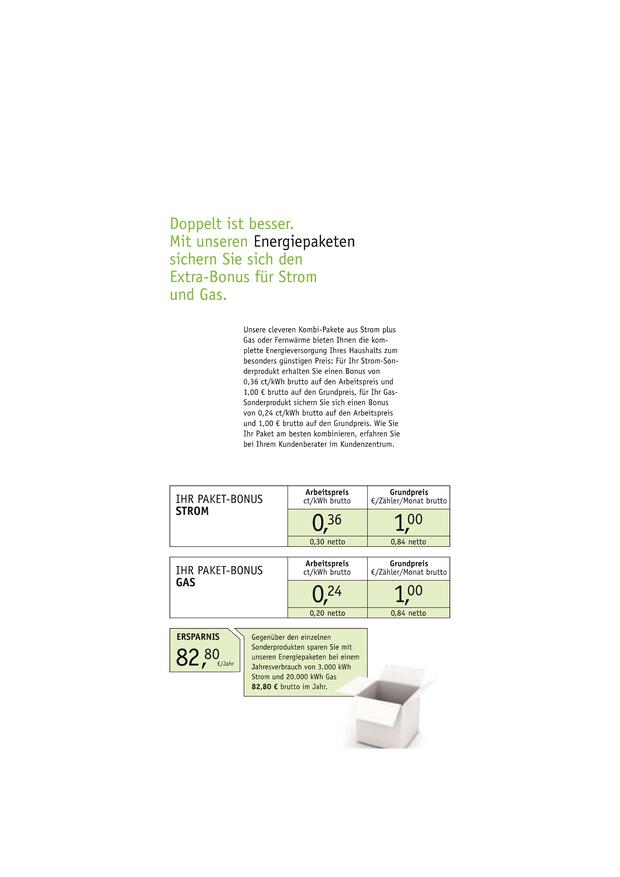 Doppelt ist besser.
Mit unseren Energiepaketen
sichern Sie sich den
Extra-Bonus für Strom
und Gas.
Unsere cleveren Kombi-Pakete aus Strom plus
Gas oder Fernwärme bieten Ihnen die kom-
plette Energieversorgung Ihres Haushalts zum
besonders günstigen Preis: Für Ihr Strom-Son-
derprodukt erhalten Sie einen Bonus von
0,36 ct/kWh brutto auf den Arbeitspreis und
1,00 € brutto auf den Grundpreis, für Ihr Gas-
Sonderprodukt sichern Sie sich einen Bonus
von 0,24 ct/kWh brutto auf den Arbeitspreis
und 1,00 € brutto auf den Grundpreis. Wie Sie
Ihr Paket am besten kombinieren, erfahren Sie
bei Ihrem Kundenberater im Kundenzentrum.
IHR PAKET-BONUS
STROM
Arbeitspreis
ct/kWh brutto
0,36
0,30 netto
Grundpreis
€/Zähler/Monat brutto
1,00
0,84 netto
IHR PAKET-BONUS
GAS
Arbeitspreis
ct/kWh brutto
0,24
0,20 netto
Grundpreis
€/Zähler/Monat brutto
1,00
0,84 netto
ERSPARNIS
82,80 €/Jahr
Gegenüber den einzelnen
Sonderprodukten sparen Sie mit
unseren Energiepaketen bei einem
Jahresverbrauch von 3.000 kWh
Strom und 20.000 kWh Gas
82,80 € brutto im Jahr.